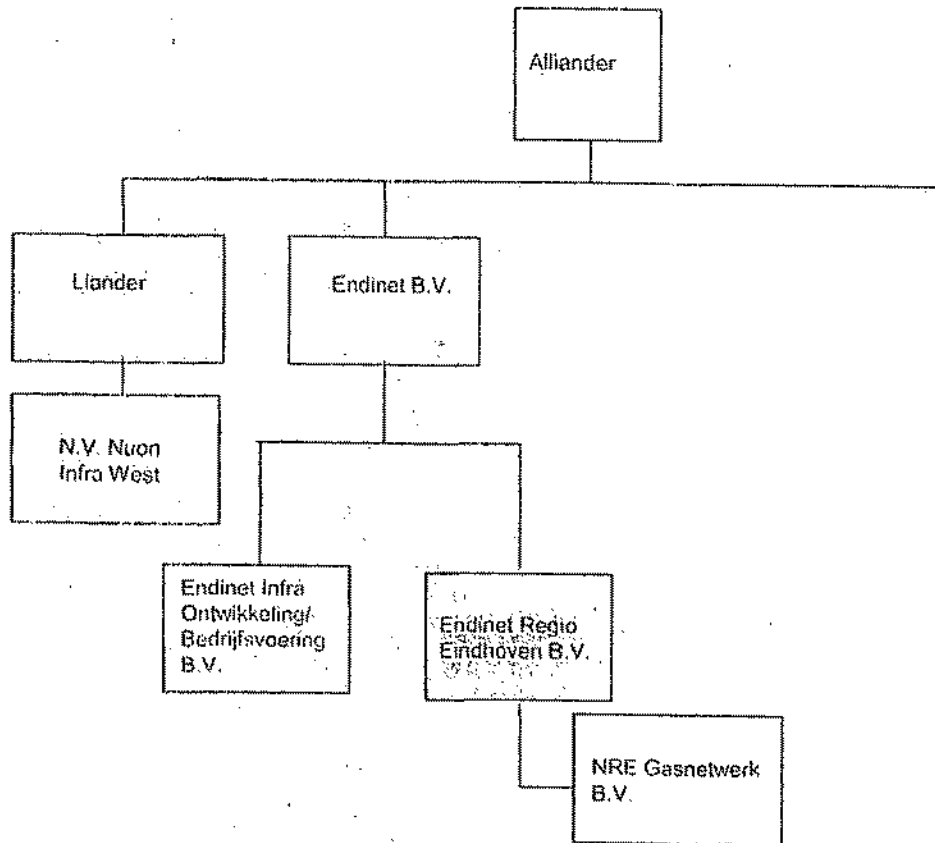 Alliander
Liander
Endinet B.V.
N.V. Nuon
Infra West
Endinet Infra
Ontwikkeling/
Bedrijfsvoering
B.V.
Endinet Regio
Eindhoven B.V.
NRE Gasnetwerk
B.V.